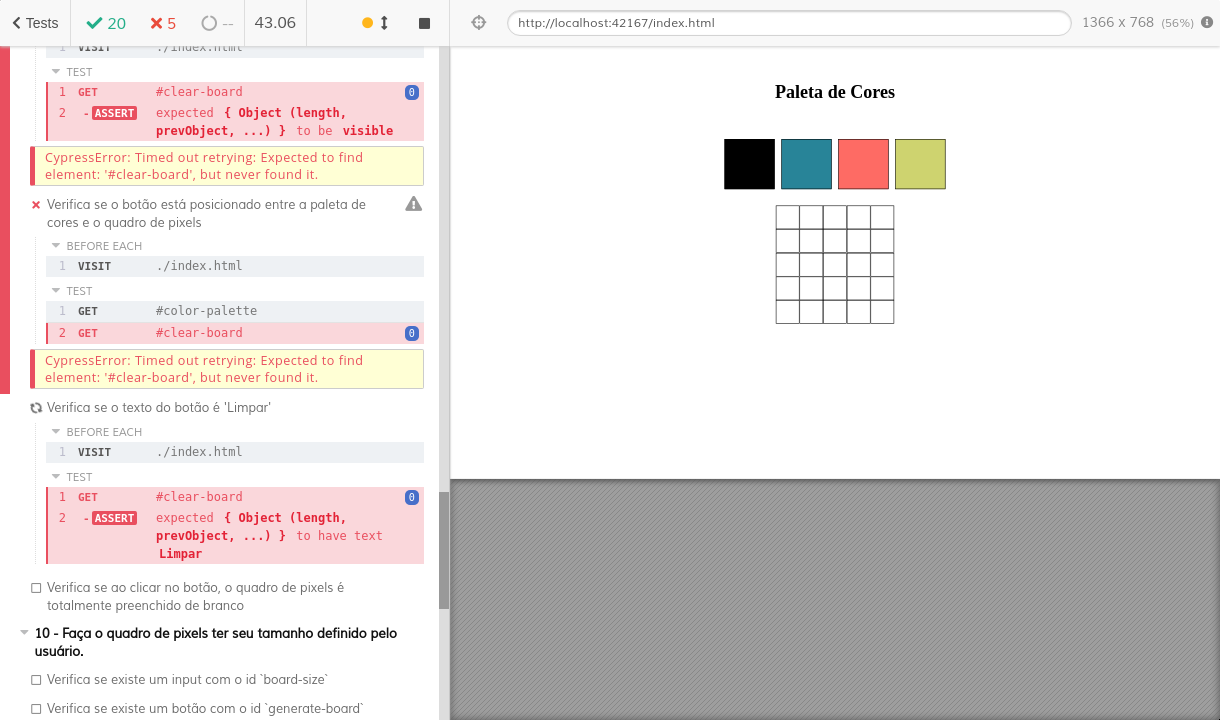 Tests
20
5
--
43.06
http://localhost:42167/index.html
1366 x 768 (56%)
1 VISIT ./index.html
TEST
1 GET #clear-board 0
2 - ASSERT expected { Object (length,
prevObject, ...) } to be visible
CypressError: Timed out retrying: Expected to find
element: '#clear-board', but never found it.
Verifica se o botão está posicionado entre a paleta de
cores e o quadro de pixels
BEFORE EACH
1 VISIT ./index.html
TEST
1 GET #color-palette
2 GET #clear-board 0
CypressError: Timed out retrying: Expected to find
element: '#clear-board', but never found it.
Verifica se o texto do botão é 'Limpar'
BEFORE EACH
1 VISIT ./index.html
TEST
1 GET #clear-board 0
2 - ASSERT expected { Object (length,
prevObject, ...) } to have text
Limpar
Verifica se ao clicar no botão, o quadro de pixels é
totalmente preenchido de branco
10 - Faça o quadro de pixels ter seu tamanho definido pelo
usuário.
Verifica se existe um input com o id `board-size`
Verifica se existe um botão com o id `generate-board`
Paleta de Cores